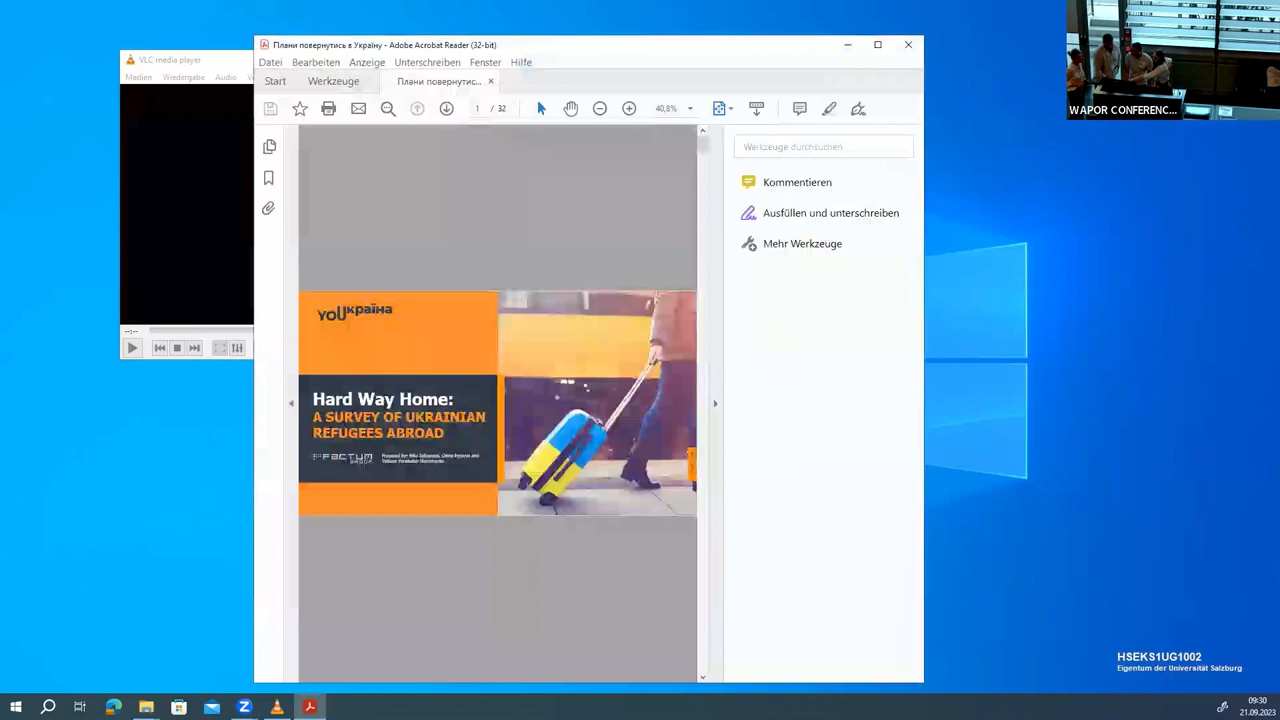 VLC media player
Medien Wiedergabe Audio
--:--
Плани повернутись в Україну - Adobe Acrobat Reader (32-bit)
Datei Bearbeiten Anzeige Unterschreiben Fenster Hilfe
Start Werkzeuge Плани повернутис...
1 / 32 40,8%
Werkzeuge durchsuchen
Kommentieren
Ausfüllen und unterschreiben
Mehr Werkzeuge
youкраїна
Hard Way Home:
A SURVEY OF UKRAINIAN
REFUGEES ABROAD
FACTUM
GROUP
WAPOR CONFERENC...
HSEKS1UG1002
Eigentum der Universität Salzburg
09:30
21.09.2023